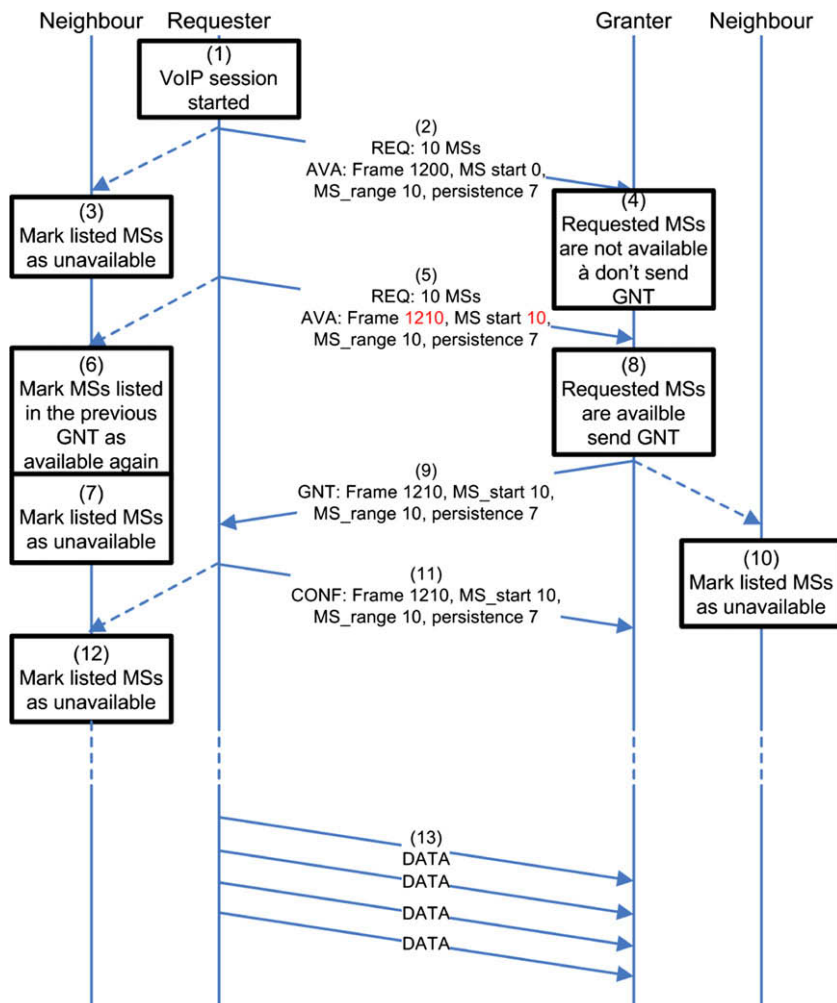 Neighbour Requester Granter Neighbour
(1)
VoIP session
started
(2)
REQ: 10 MSs
AVA: Frame 1200, MS start 0,
MS_range 10, persistence 7
(3)
Mark listed MSs
as unavailable
(4)
Requested MSs
are not available
à don't send
GNT
(5)
REQ: 10 MSs
AVA: Frame 1210, MS start 10,
MS_range 10, persistence 7
(6)
Mark MSs listed
in the previous
GNT as
available again
(7)
Mark listed MSs
as unavailable
(8)
Requested MSs
are availble
send GNT
(9)
GNT: Frame 1210, MS_start 10,
MS_range 10, persistence 7
(10)
Mark listed MSs
as unavailable
(11)
CONF: Frame 1210, MS_start 10,
MS_range 10, persistence 7
(12)
Mark listed MSs
as unavailable
(13)
DATA
DATA
DATA
DATA